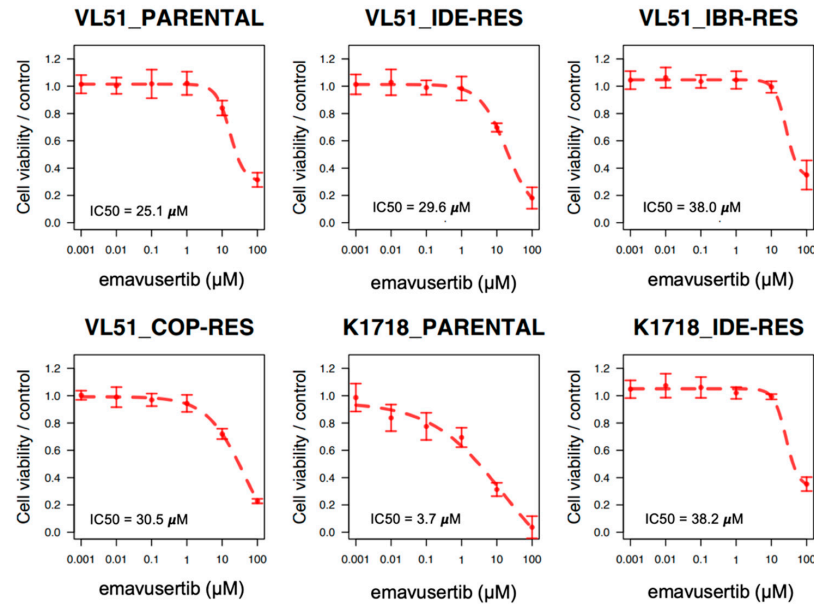 VL51_PARENTAL
Cell viability / control
1.2
1.0
0.8
0.6
0.4
0.2
0.0
IC50 = 25.1 µM
0.001 0.01 0.1 1 10 100
emavusertib (µM)
VL51_IDE-RES
Cell viability / control
1.2
1.0
0.8
0.6
0.4
0.2
0.0
IC50 = 29.6 µM
0.001 0.01 0.1 1 10 100
emavusertib (µM)
VL51_IBR-RES
Cell viability / control
1.2
1.0
0.8
0.6
0.4
0.2
0.0
IC50 = 38.0 µM
0.001 0.01 0.1 1 10 100
emavusertib (µM)
VL51_COP-RES
Cell viability / control
1.2
1.0
0.8
0.6
0.4
0.2
0.0
IC50 = 30.5 µM
0.001 0.01 0.1 1 10 100
emavusertib (µM)
K1718_PARENTAL
Cell viability / control
1.2
1.0
0.8
0.6
0.4
0.2
0.0
IC50 = 3.7 µM
0.001 0.01 0.1 1 10 100
emavusertib (µM)
K1718_IDE-RES
Cell viability / control
1.2
1.0
0.8
0.6
0.4
0.2
0.0
IC50 = 38.2 µM
0.001 0.01 0.1 1 10 100
emavusertib (µM)